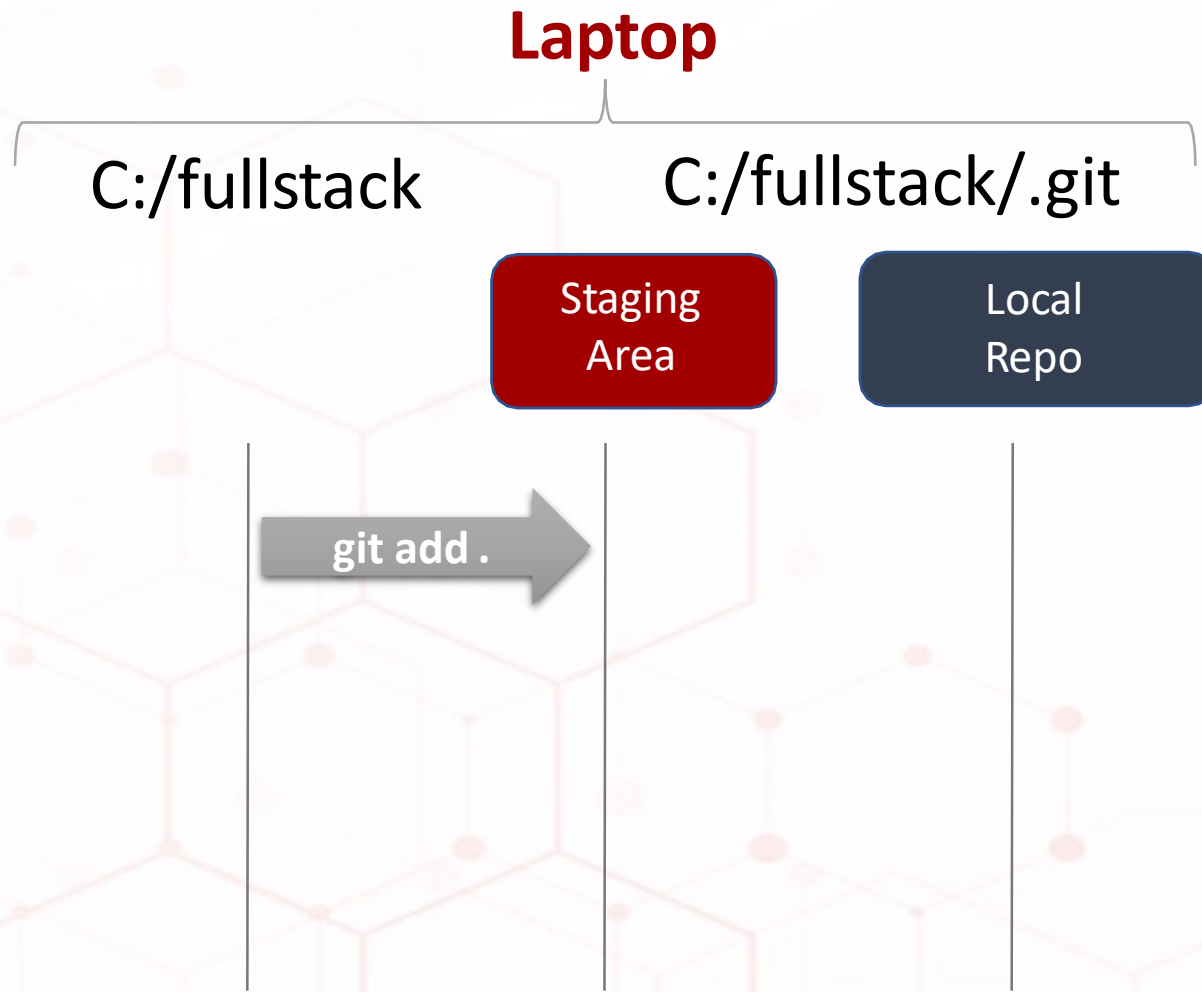 Laptop
C:/fullstack
C:/fullstack/.git
Staging
Area
Local
Repo
git add .